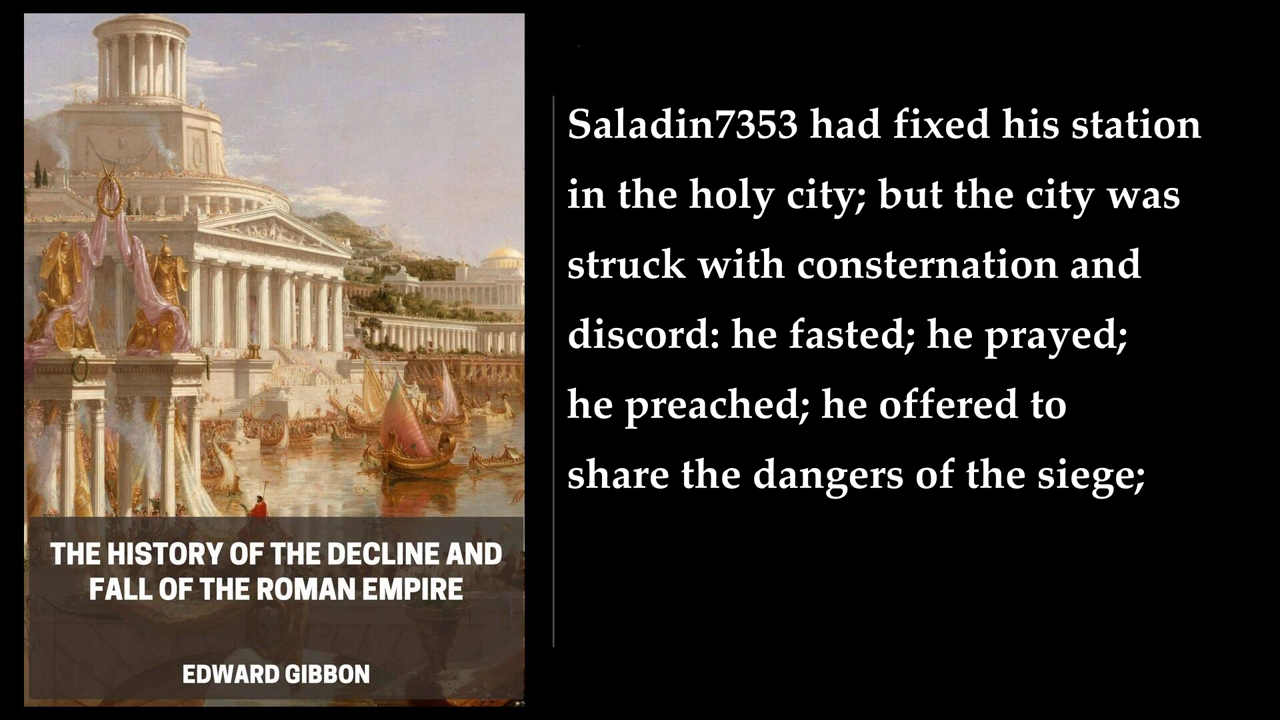 Saladin7353 had fixed his station
in the holy city; but the city was
struck with consternation and
discord: he fasted; he prayed;
he preached; he offered to
share the dangers of the siege;
THE HISTORY OF THE DECLINE AND
FALL OF THE ROMAN EMPIRE
EDWARD GIBBON